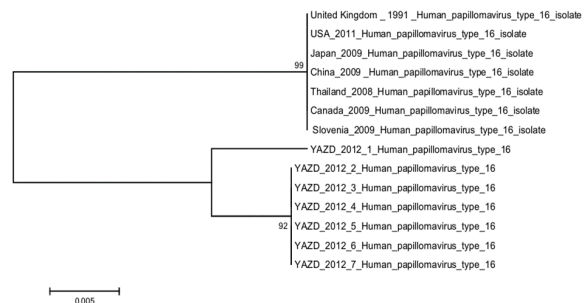 United Kingdom _ 1991 _Human_papillomavirus_type_16_isolate
USA_2011_Human_papillomavirus_type_16_isolate
Japan_2009_Human_papillomavirus_type_16_isolate
99
China_2009 _Human_papillomavirus_type_16_isolate
Thailand_2008_Human_papillomavirus_type_16_isolate
Canada_2009_Human_papillomavirus_type_16_isolate
Slovenia_2009_Human_papillomavirus_type_16_isolate
YAZD_2012_1_Human_papillomavirus_type_16
YAZD_2012_2_Human_papillomavirus_type_16
YAZD_2012_3_Human_papillomavirus_type_16
YAZD_2012_4_Human_papillomavirus_type_16
92
YAZD_2012_5_Human_papillomavirus_type_16
YAZD_2012_6_Human_papillomavirus_type_16
YAZD_2012_7_Human_papillomavirus_type_16
0.005